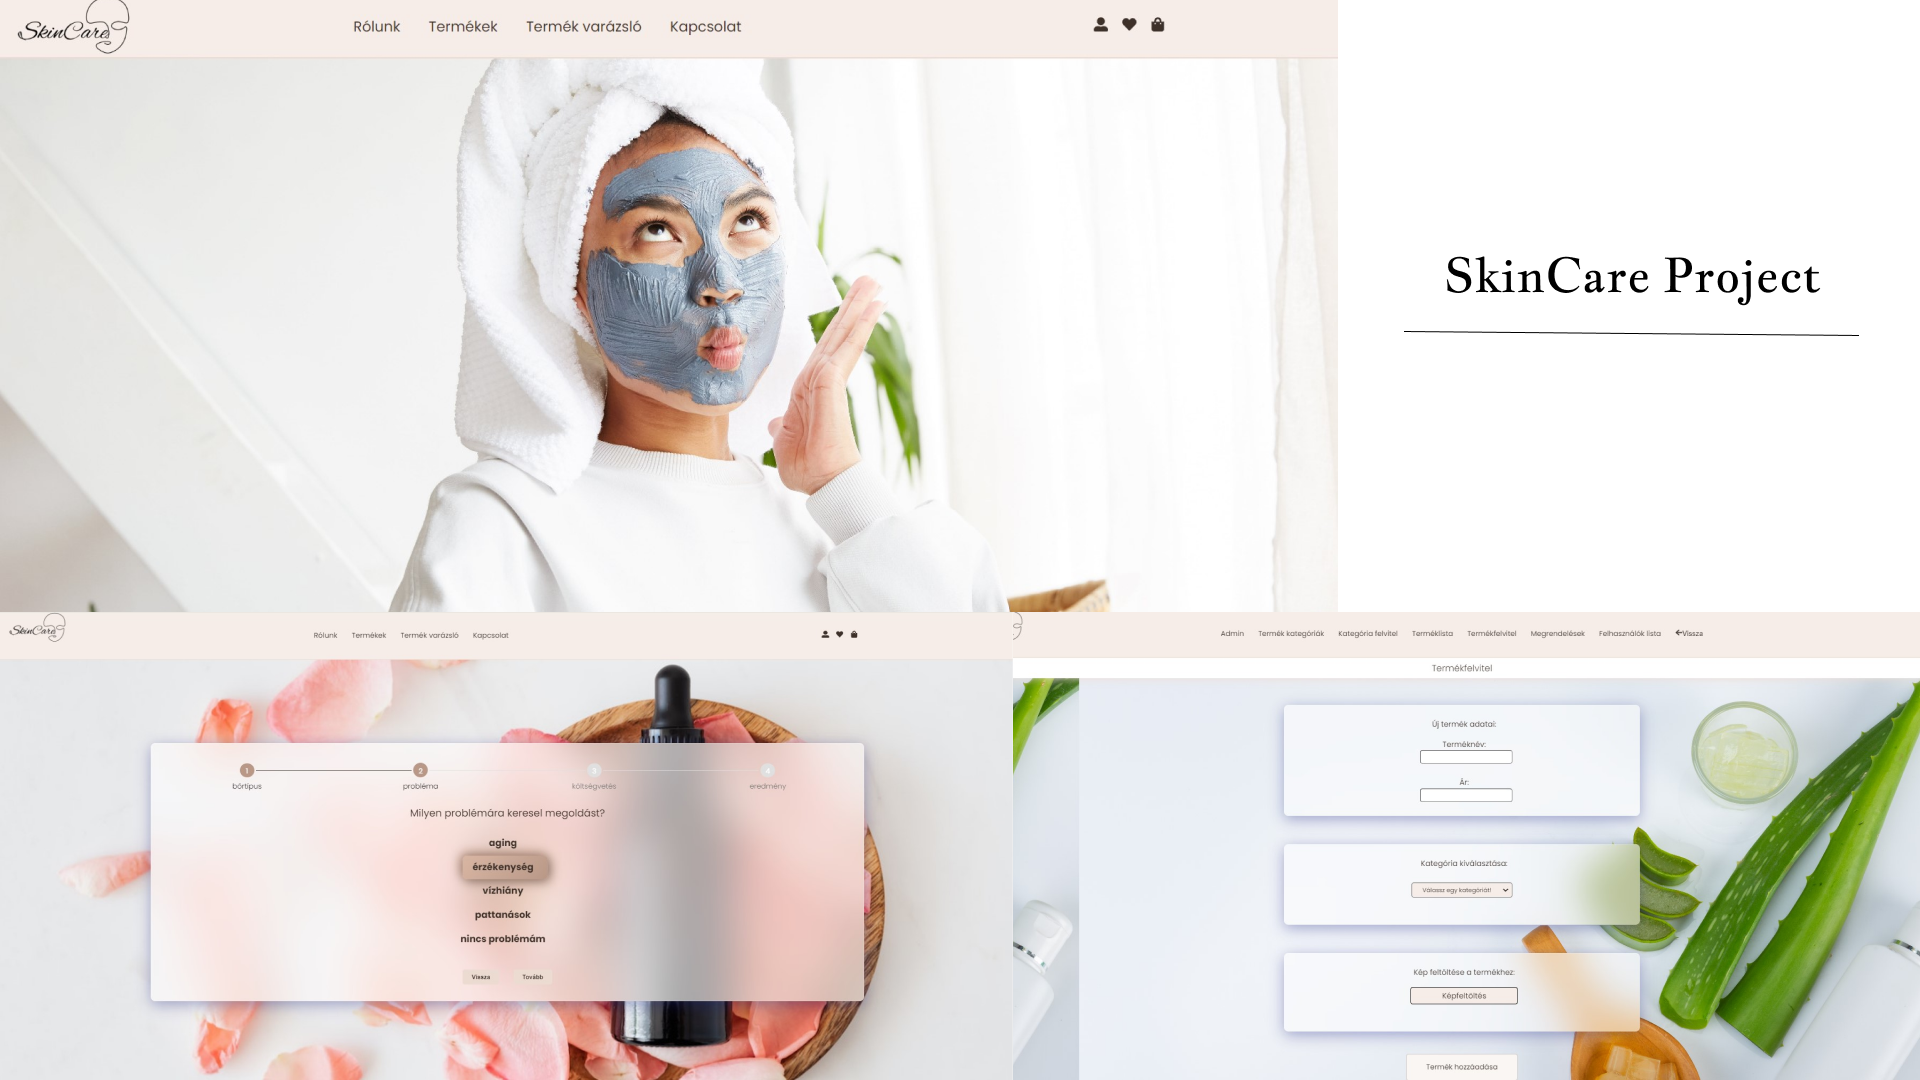 SkinCare
Rólunk Termékek Termék varázsló Kapcsolat
SkinCare Project
SkinCare
Rólunk Termékek Termék varázsló Kapcsolat
1 2 3 4
bőrtípus probléma költségvetés eredmény
Milyen problémára keresel megoldást?
aging
érzékenység
vízhiány
pattanások
nincs problémám
Vissza Tovább
Admin Termék kategóriák Kategória felvitel Terméklista Termékfelvitel Megrendelések Felhasználók lista Vissza
Termékfelvitel
Új termék adatai:
Terméknév:
Ár:
Kategória kiválasztása:
Válassz egy kategóriát!
Kép feltöltése a termékhez:
Képfeltöltés
Termék hozzáadása